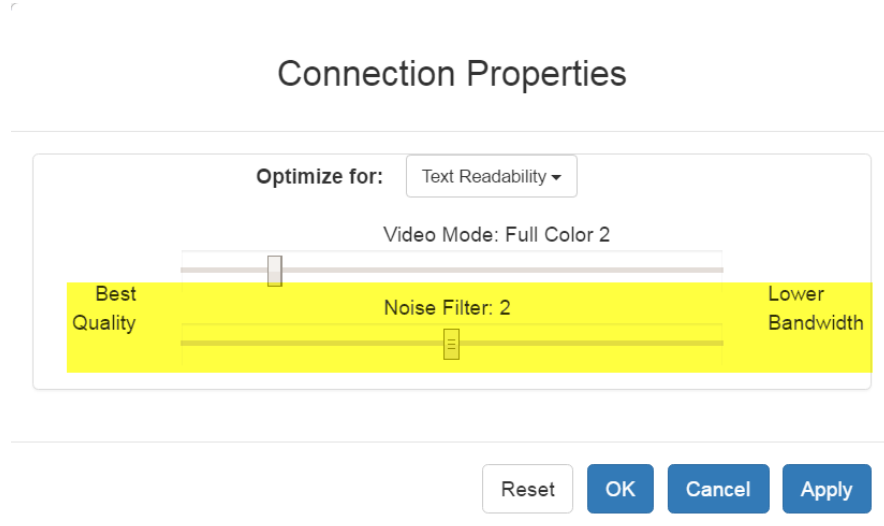 Connection Properties
Optimize for: Text Readability
Video Mode: Full Color 2
Best
Quality
Noise Filter: 2
Lower
Bandwidth
Reset OK Cancel Apply